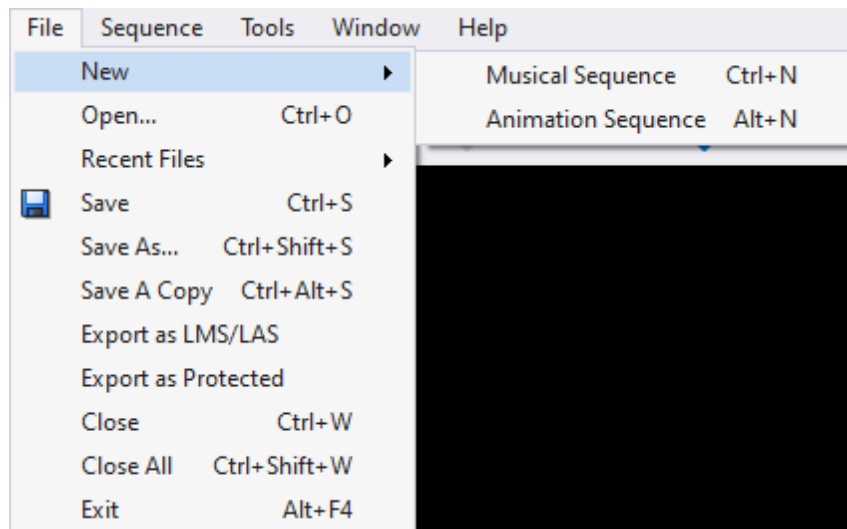 File Sequence Tools Window Help
New
Musical Sequence Ctrl+N
Animation Sequence Alt+N
Open... Ctrl+O
Recent Files
Save Ctrl+S
Save As... Ctrl+Shift+S
Save A Copy Ctrl+Alt+S
Export as LMS/LAS
Export as Protected
Close Ctrl+W
Close All Ctrl+Shift+W
Exit Alt+F4